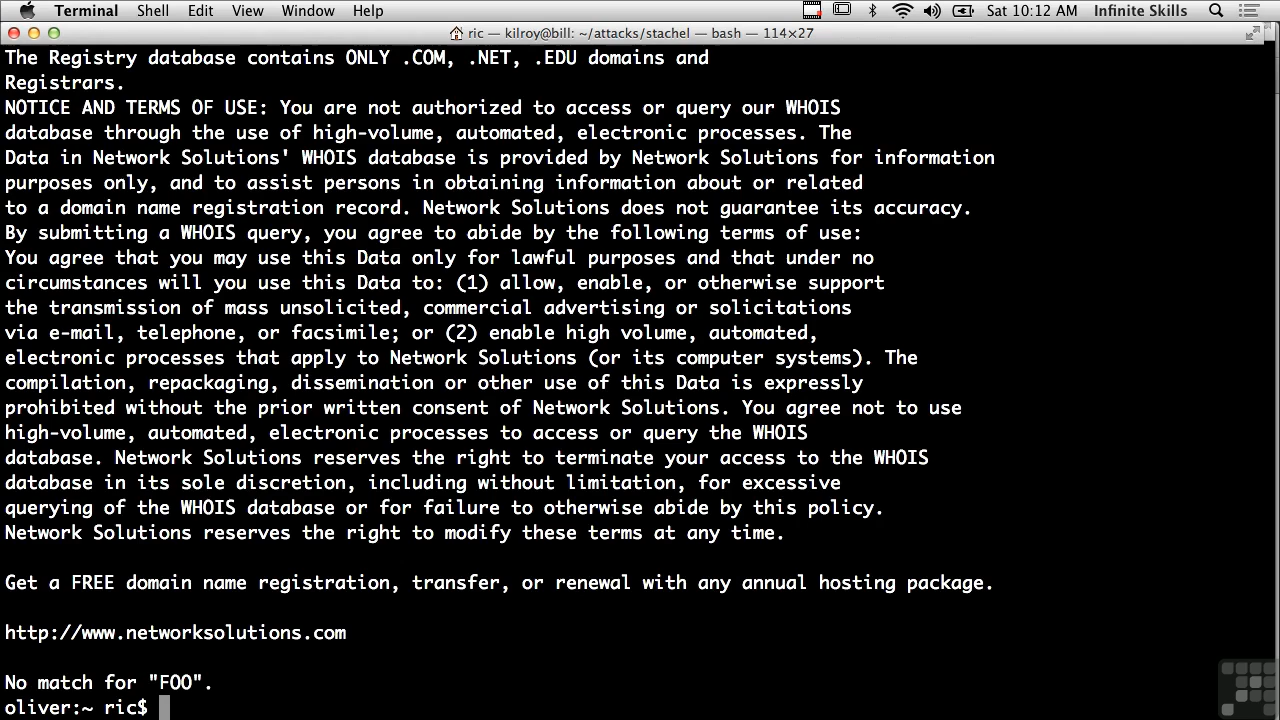 Terminal Shell Edit View Window Help Sat 10:12 AM Infinite Skills
ric — kilroy@bill: ~/attacks/stachel — bash — 114×27
The Registry database contains ONLY .COM, .NET, .EDU domains and
Registrars.
NOTICE AND TERMS OF USE: You are not authorized to access or query our WHOIS
database through the use of high-volume, automated, electronic processes. The
Data in Network Solutions' WHOIS database is provided by Network Solutions for information
purposes only, and to assist persons in obtaining information about or related
to a domain name registration record. Network Solutions does not guarantee its accuracy.
By submitting a WHOIS query, you agree to abide by the following terms of use:
You agree that you may use this Data only for lawful purposes and that under no
circumstances will you use this Data to: (1) allow, enable, or otherwise support
the transmission of mass unsolicited, commercial advertising or solicitations
via e-mail, telephone, or facsimile; or (2) enable high volume, automated,
electronic processes that apply to Network Solutions (or its computer systems). The
compilation, repackaging, dissemination or other use of this Data is expressly
prohibited without the prior written consent of Network Solutions. You agree not to use
high-volume, automated, electronic processes to access or query the WHOIS
database. Network Solutions reserves the right to terminate your access to the WHOIS
database in its sole discretion, including without limitation, for excessive
querying of the WHOIS database or for failure to otherwise abide by this policy.
Network Solutions reserves the right to modify these terms at any time.
Get a FREE domain name registration, transfer, or renewal with any annual hosting package.
http://www.networksolutions.com
No match for "FOO".
oliver:~ ric$